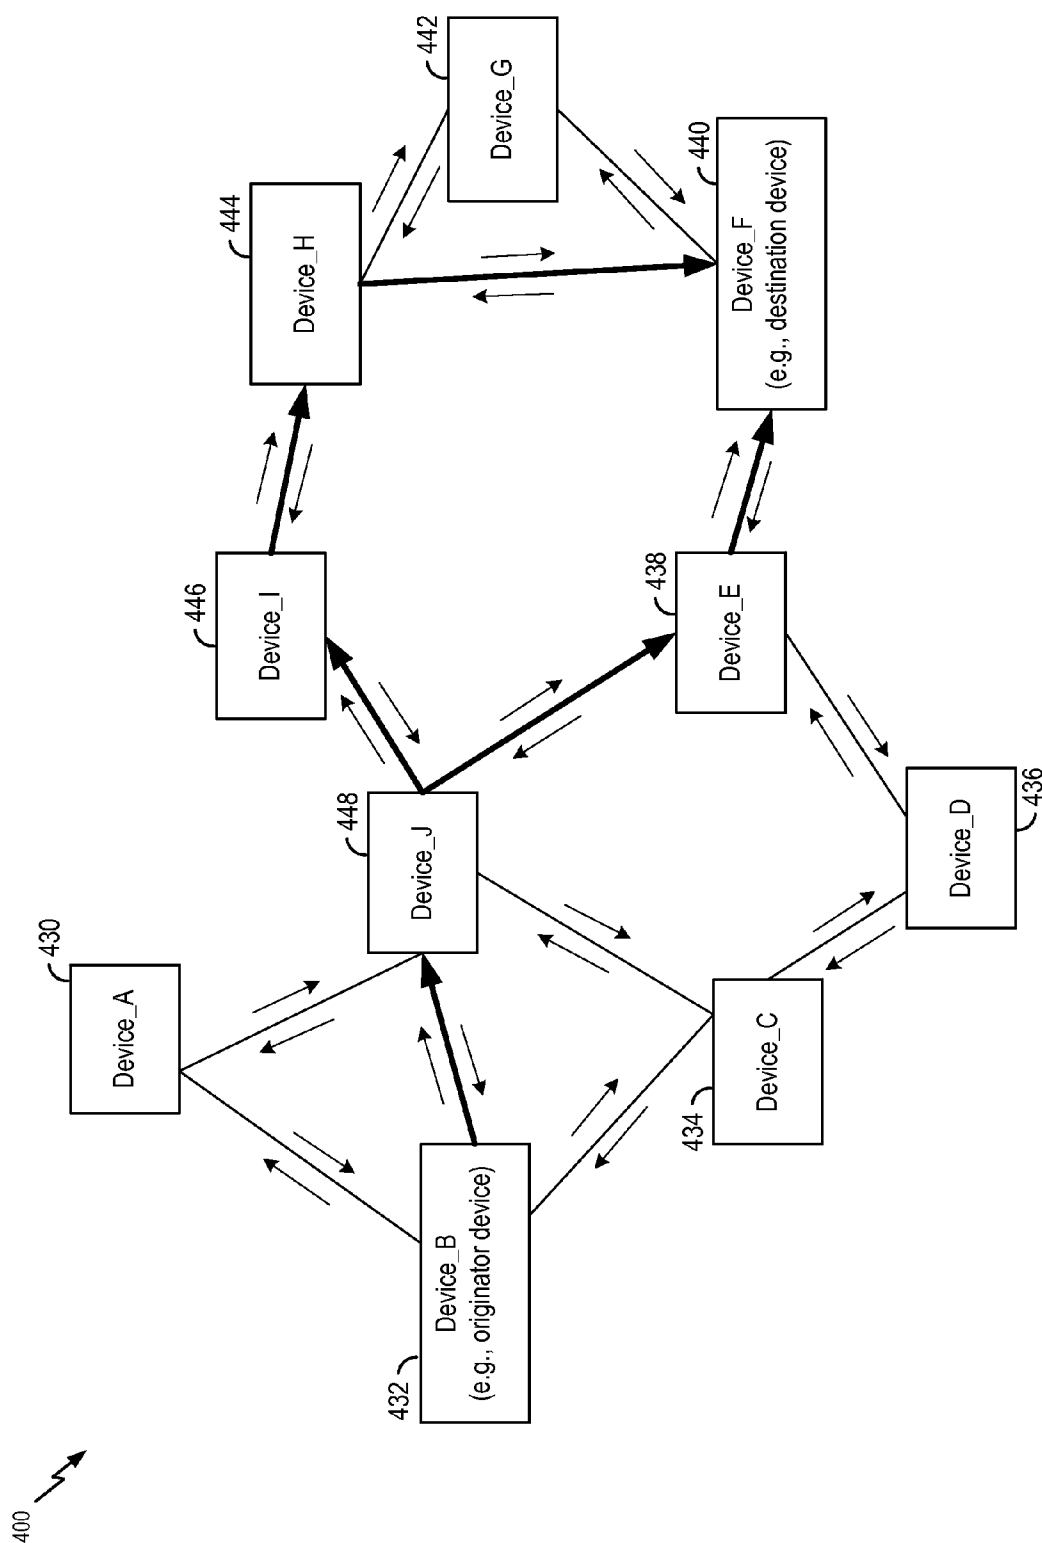 400
430
Device_A
432
Device_B
(e.g., originator device)
448
Device_J
434
Device_C
446
Device_I
438
Device_E
Device_D
436
444
Device_H
442
Device_G
440
Device_F
(e.g., destination device)